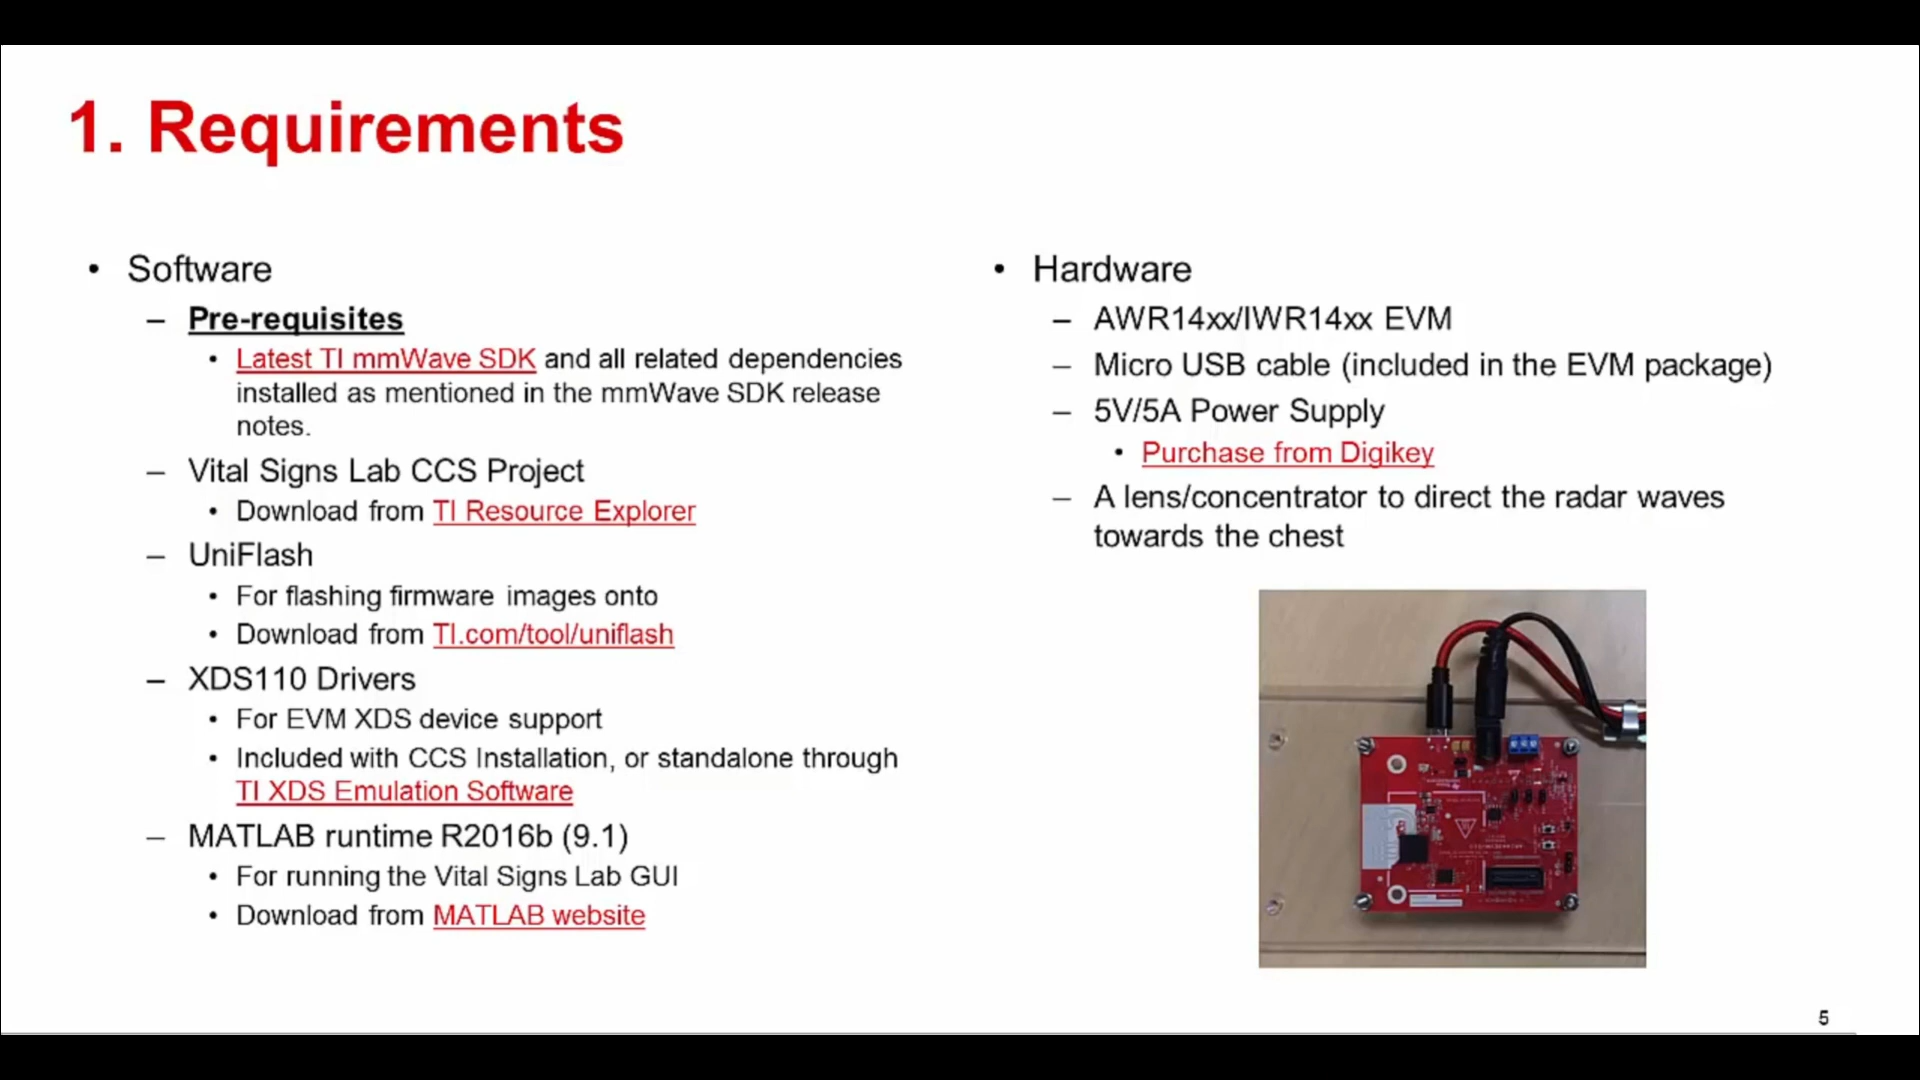 1. Requirements
• Software
– Pre-requisites
• Latest TI mmWave SDK and all related dependencies
installed as mentioned in the mmWave SDK release
notes.
– Vital Signs Lab CCS Project
• Download from TI Resource Explorer
– UniFlash
• For flashing firmware images onto
• Download from TI.com/tool/uniflash
– XDS110 Drivers
• For EVM XDS device support
• Included with CCS Installation, or standalone through
TI XDS Emulation Software
– MATLAB runtime R2016b (9.1)
• For running the Vital Signs Lab GUI
• Download from MATLAB website
• Hardware
– AWR14xx/IWR14xx EVM
– Micro USB cable (included in the EVM package)
– 5V/5A Power Supply
• Purchase from Digikey
– A lens/concentrator to direct the radar waves
towards the chest
5